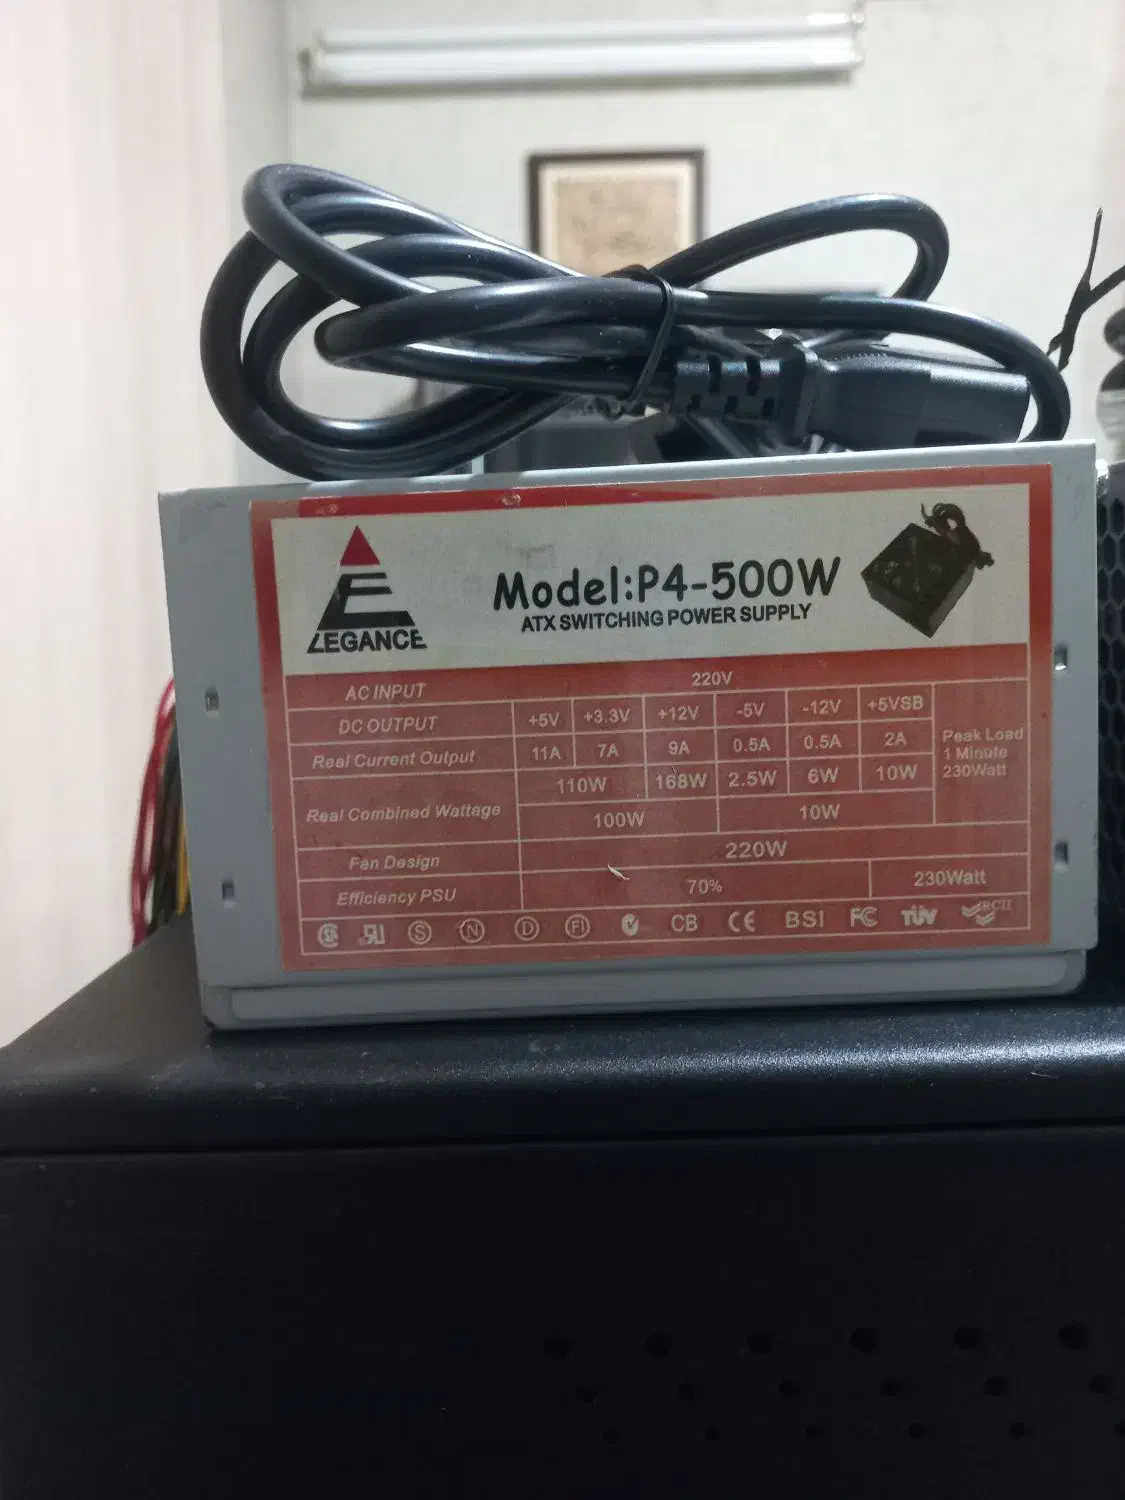 ELEGANCE
Model:P4-500W
ATX SWITCHING POWER SUPPLY
AC INPUT 220V
DC OUTPUT +5V +3.3V +12V -5V -12V +5VSB
Real Current Output 11A 7A 9A 0.5A 0.5A 2A
Peak Load
1 Minute
230Watt
Real Combined Wattage 110W 168W 2.5W 6W 10W
100W 10W
Fan Design 220W
Efficiency PSU 70% 230Watt
S N D FI CB CE BSI FC TÜV